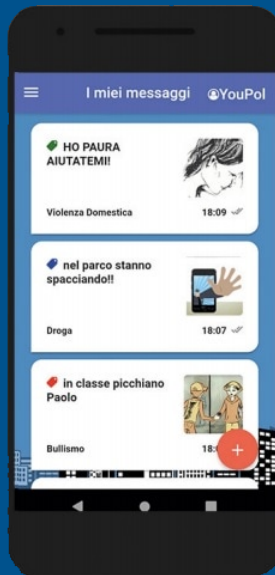 I miei messaggi YouPol
HO PAURA
AIUTATEMI!
Violenza Domestica 18:09
nel parco stanno
spacciando!!
Droga 18:07
in classe picchiano
Paolo
Bullismo 18:
+